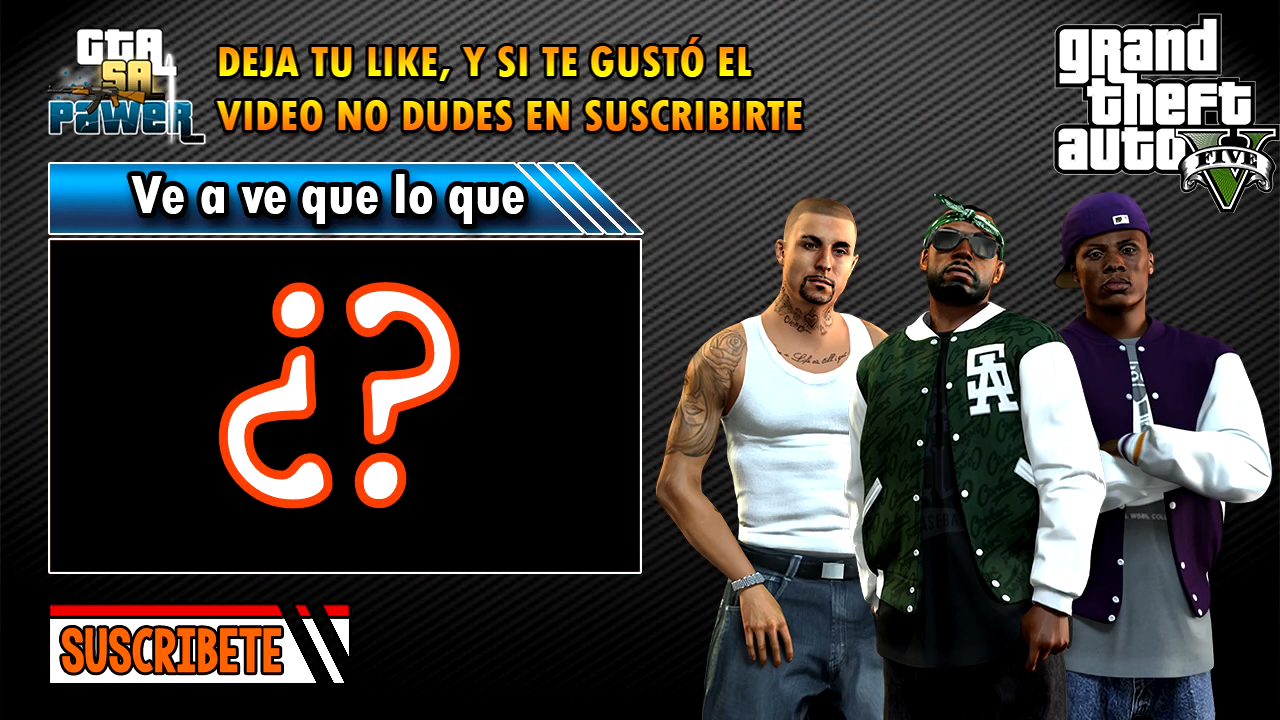 GTA
SA
PAWER
DEJA TU LIKE, Y SI TE GUSTÓ EL
VIDEO NO DUDES EN SUSCRIBIRTE
grand
theft
auto
V
FIVE
Ve a ve que lo que
¿?
SA
SUSCRIBETE